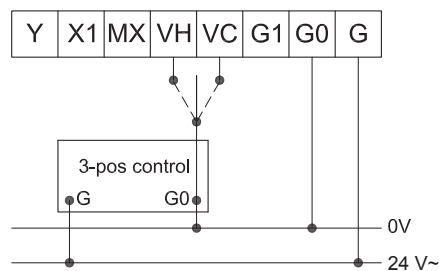 Y X1 MX VH VC G1 G0 G
3-pos control
G G0
0V
24 V~